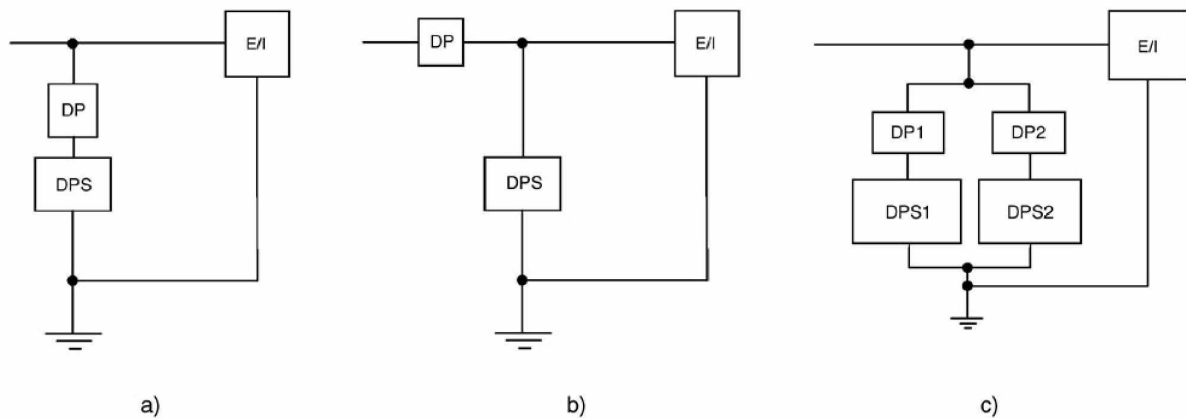 E/I
DP
DPS
a)
DP
E/I
DPS
b)
E/I
DP1 DP2
DPS1 DPS2
c)